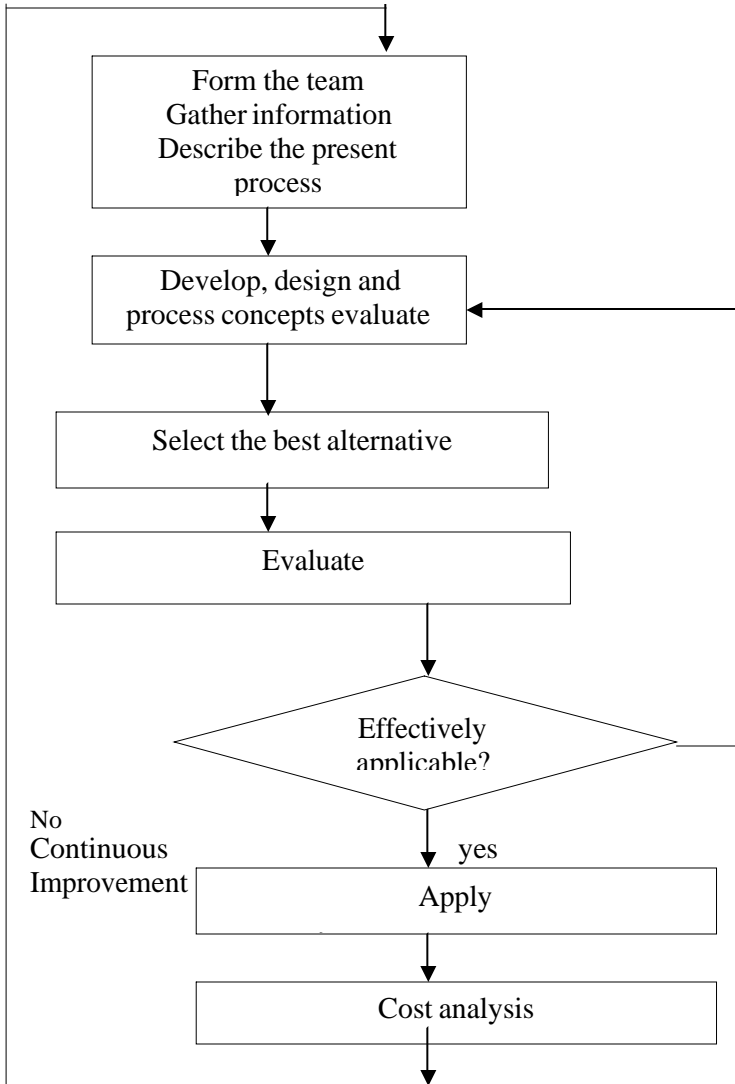 Form the team
Gather information
Describe the present
process
Develop, design and
process concepts evaluate
Select the best alternative
Evaluate
Effectively
applicable?
No
Continuous
Improvement
yes
Apply
Cost analysis